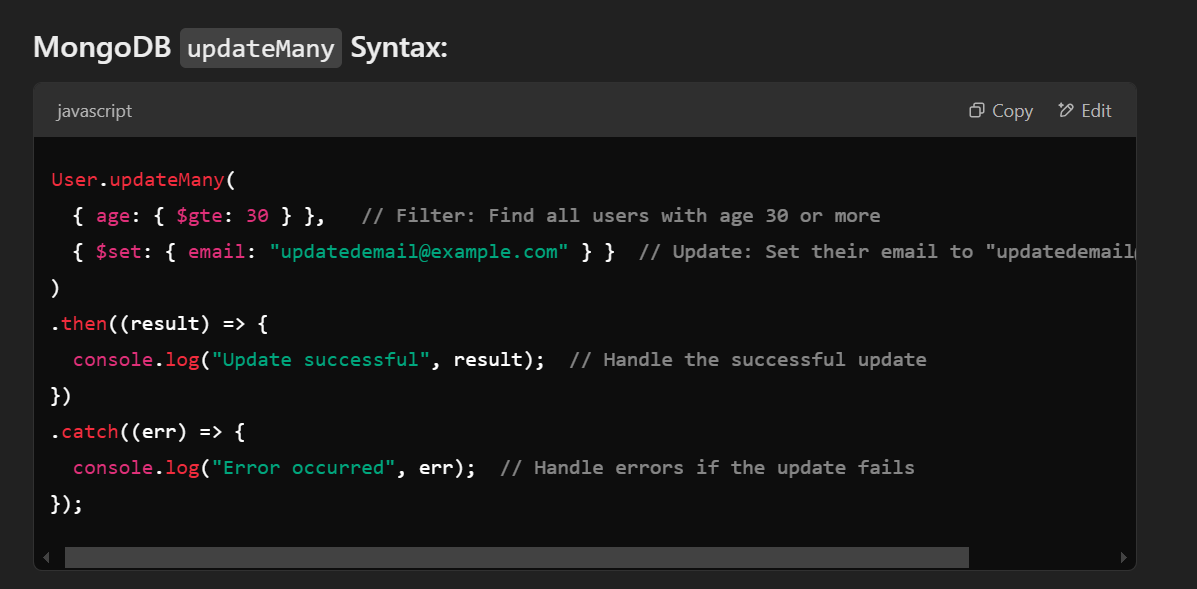 MongoDB updateMany Syntax:
javascript
Copy
Edit
User.updateMany(
  { age: { $gte: 30 } },   // Filter: Find all users with age 30 or more
  { $set: { email: "updatedemail@example.com" } }  // Update: Set their email to "updatedemail
)
.then((result) => {
  console.log("Update successful", result);  // Handle the successful update
})
.catch((err) => {
  console.log("Error occurred", err);  // Handle errors if the update fails
});